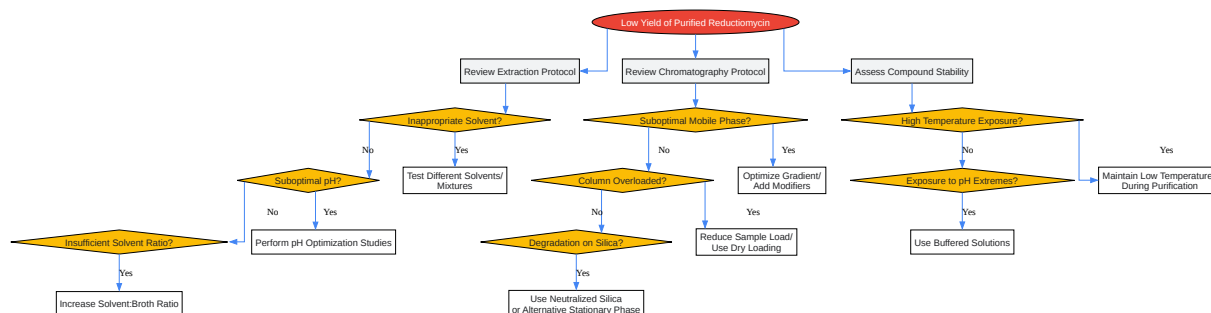 Low Yield of Purified Reductiomycin
Review Extraction Protocol
Review Chromatography Protocol
Assess Compound Stability
Inappropriate Solvent?
Suboptimal Mobile Phase?
High Temperature Exposure?
No
Yes
No
Yes
No
Yes
Suboptimal pH?
Test Different Solvents/
Mixtures
Column Overloaded?
Optimize Gradient/
Add Modifiers
Exposure to pH Extremes?
Maintain Low Temperature
During Purification
No
Yes
No
Yes
Yes
Insufficient Solvent Ratio?
Perform pH Optimization Studies
Degradation on Silica?
Reduce Sample Load/
Use Dry Loading
Use Buffered Solutions
Yes
Yes
Increase Solvent:Broth Ratio
Use Neutralized Silica
or Alternative Stationary Phase